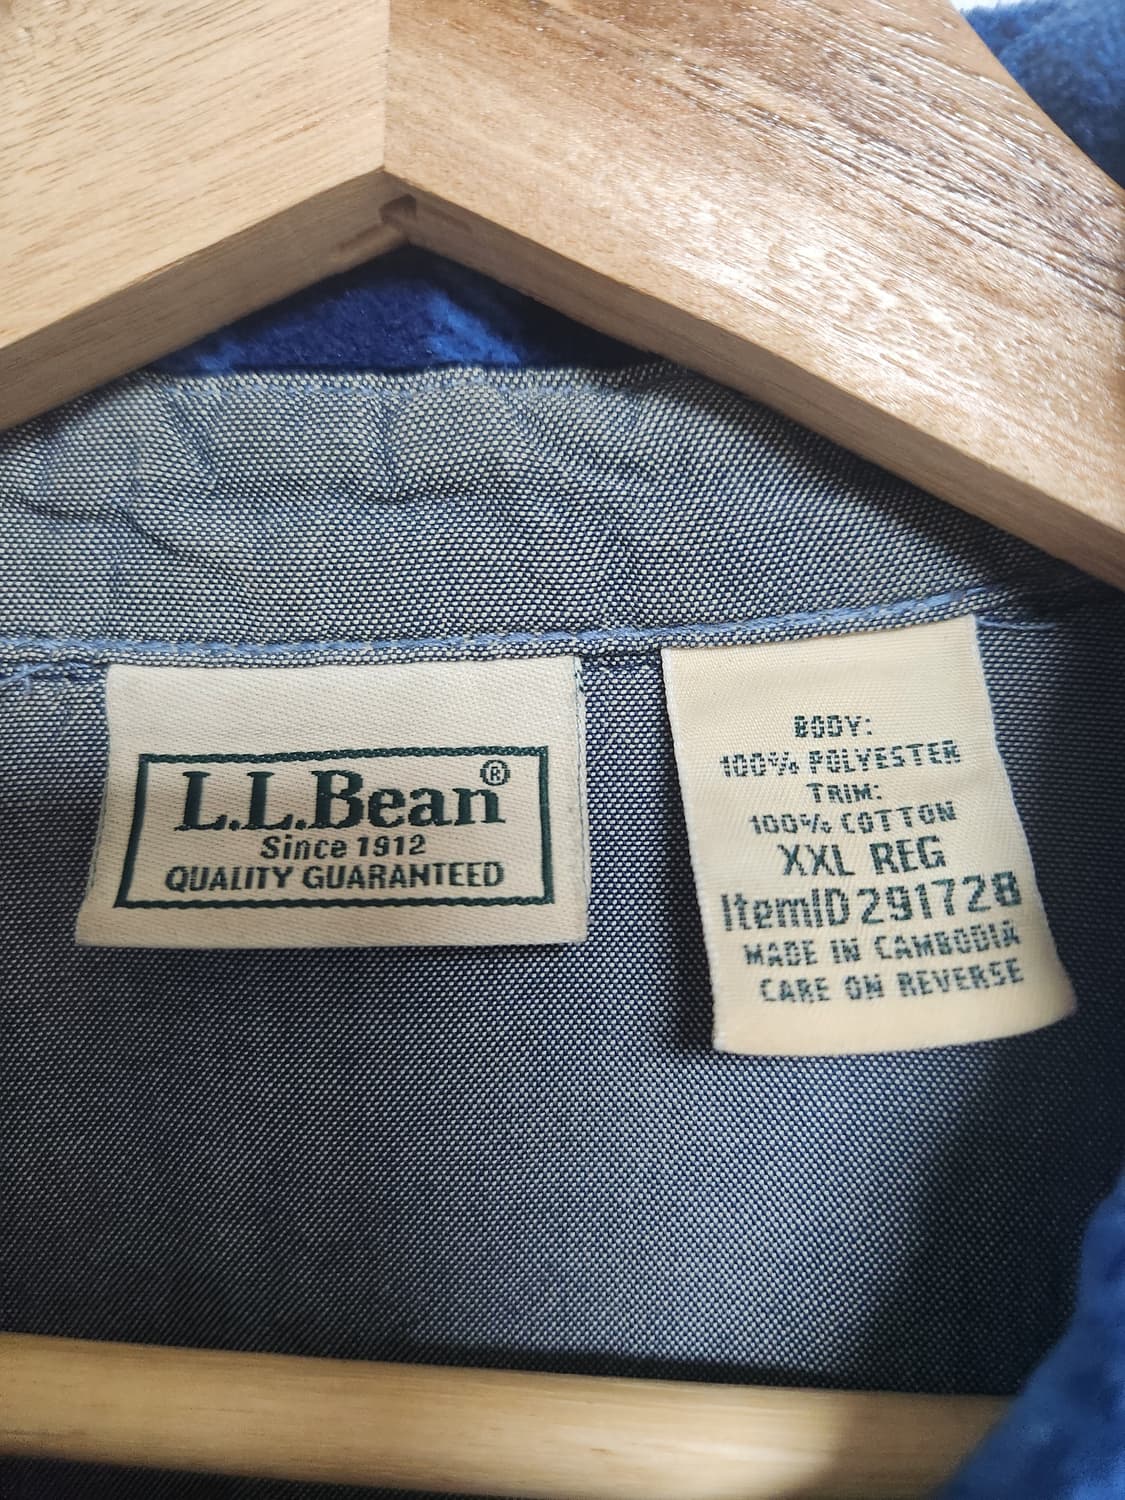 L.L.Bean®
Since 1912
QUALITY GUARANTEED
BODY:
100% POLYESTER
TRIM:
100% COTTON
XXL REG
ItemID 291728
MADE IN CAMBODIA
CARE ON REVERSE